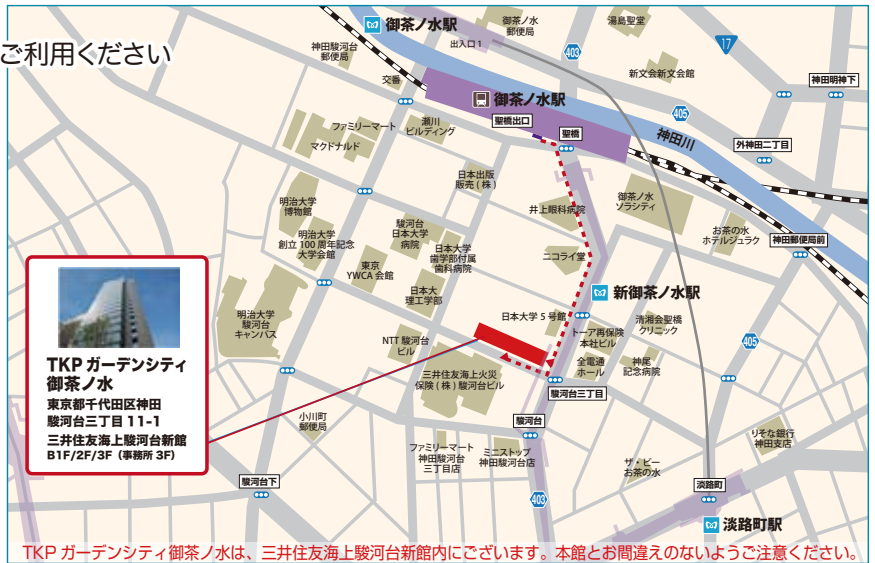 ご利用ください
御茶ノ水駅
出入口1
御茶ノ水
郵便局
湯島聖堂
403
17
神田駿河台
郵便局
交番
新文会新文会館
神田明神下
御茶ノ水駅
聖橋出口
聖橋
405
神田川
外神田二丁目
ファミリーマート
マクドナルド
瀬川
ビルディング
日本出版
販売(株)
明治大学
博物館
井上眼科病院
御茶ノ水
ソラシティ
明治大学
創立100周年記念
大学会館
駿河台
日本大学
病院
日本大学
歯学部付属
歯科病院
お茶の水
ホテルジュラク
神田郵便局前
東京
YWCA会館
ニコライ堂
日本大
理工学部
新御茶ノ水駅
明治大学
駿河台
キャンパス
日本大学5号館
トーア再保険
本社ビル
清湘会聖橋
クリニック
405
NTT駿河台
ビル
全電通
ホール
神尾
記念病院
三井住友海上火災
保険(株)駿河台ビル
駿河台三丁目
TKPガーデンシティ
御茶ノ水
東京都千代田区神田
駿河台三丁目11-1
三井住友海上駿河台新館
B1F/2F/3F(事務所3F)
小川町
郵便局
駿河台
ファミリーマート
神田駿河台
三丁目店
ミニストップ
神田駿河台店
りそな銀行
神田支店
ザ・ビー
お茶の水
駿河台下
403
淡路町
淡路町駅
TKPガーデンシティ御茶ノ水は、三井住友海上駿河台新館内にございます。本館とお間違えのないようご注意ください。